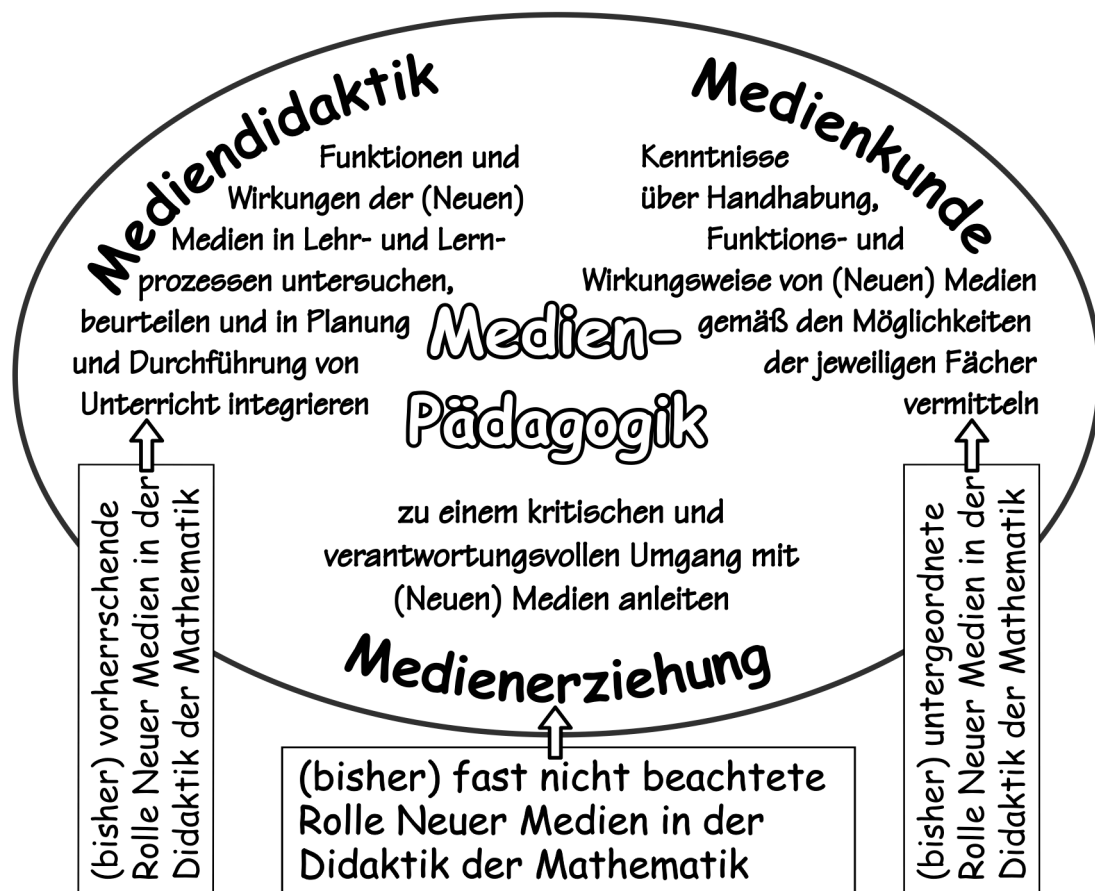 Mediendidaktik
Funktionen und
Wirkungen der (Neuen)
Medien in Lehr- und Lern-
prozessen untersuchen,
beurteilen und in Planung
und Durchführung von
Unterricht integrieren
Medienkunde
Kenntnisse
über Handhabung,
Funktions- und
Wirkungsweise von (Neuen) Medien
gemäß den Möglichkeiten
der jeweiligen Fächer
vermitteln
Medien-
Pädagogik
zu einem kritischen und
verantwortungsvollen Umgang mit
(Neuen) Medien anleiten
Medienerziehung
(bisher) vorherrschende
Rolle Neuer Medien in der
Didaktik der Mathematik
(bisher) fast nicht beachtete
Rolle Neuer Medien in der
Didaktik der Mathematik
(bisher) untergeordnete
Rolle Neuer Medien in der
Didaktik der Mathematik